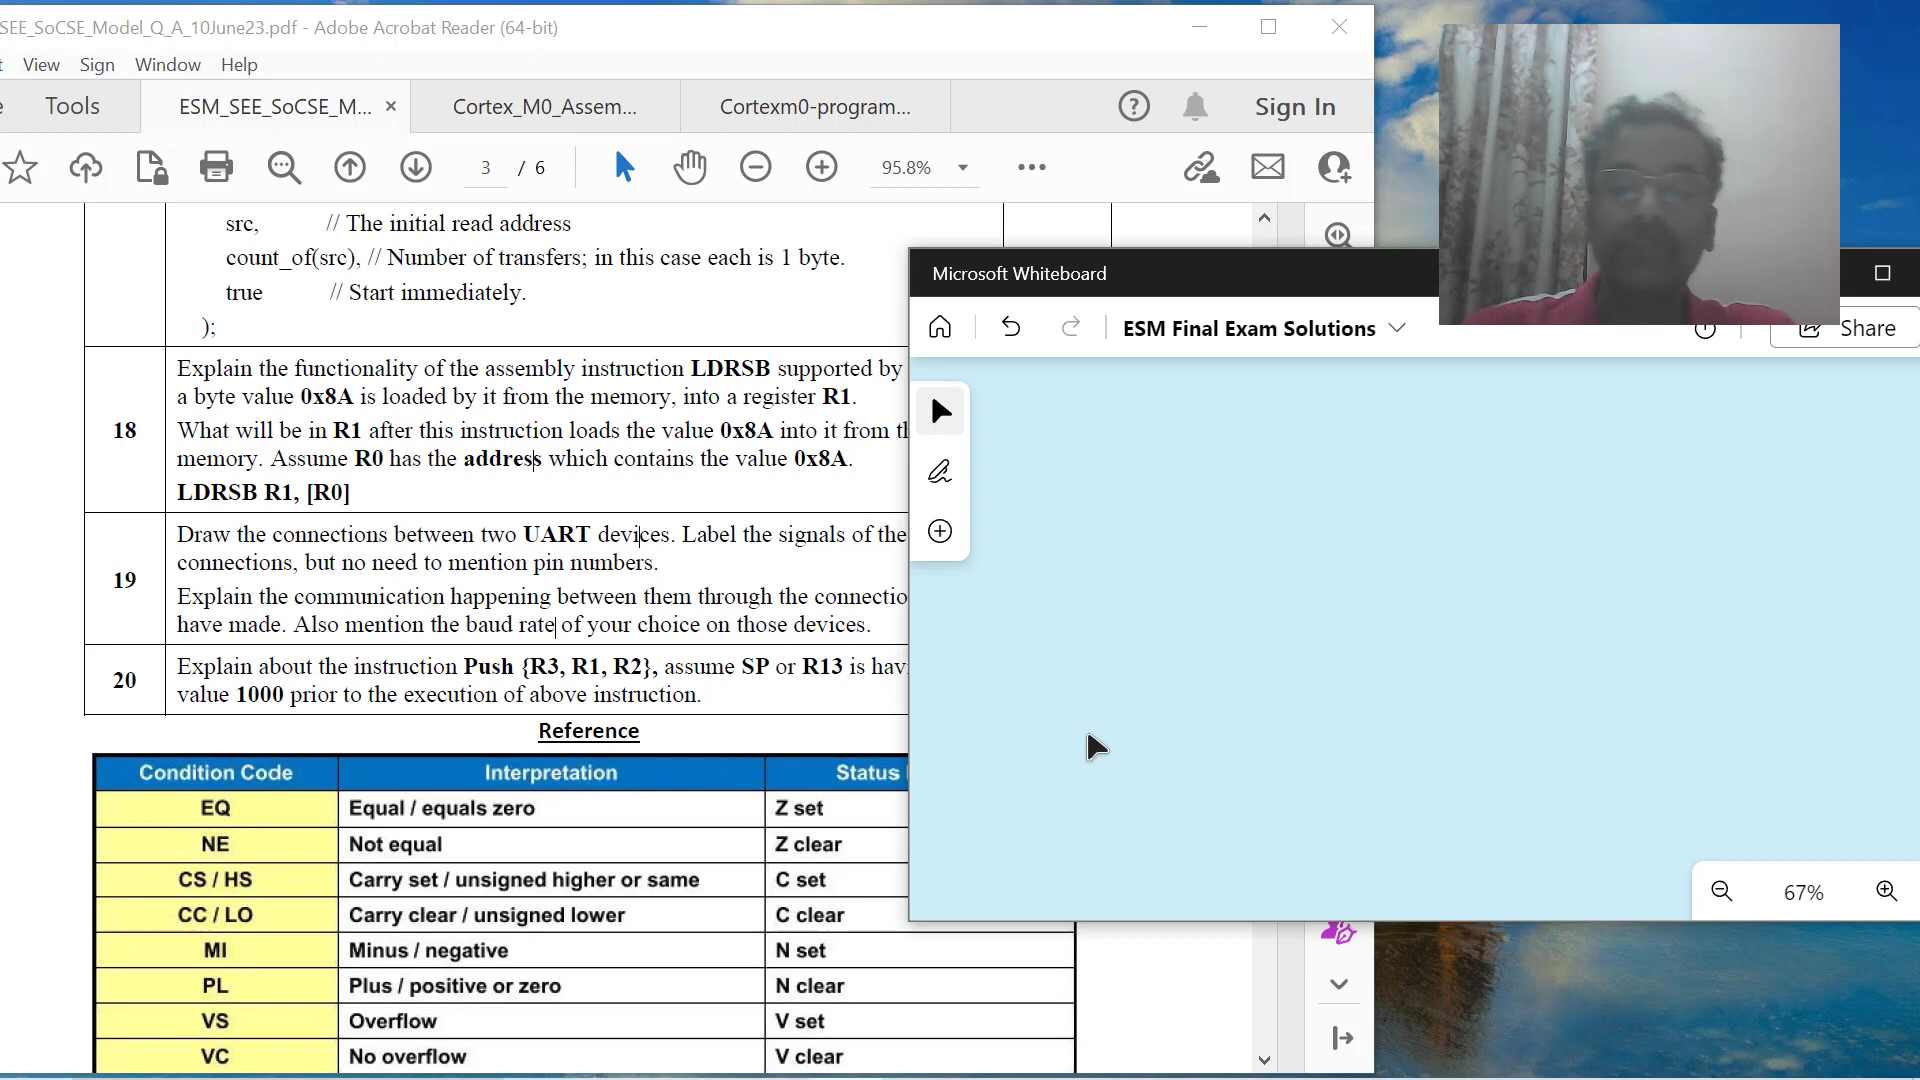 SEE_SoCSE_Model_Q_A_10June23.pdf - Adobe Acrobat Reader (64-bit)
View Sign Window Help
Tools
ESM_SEE_SoCSE_M... ×
Cortex_M0_Assem...
Cortexm0-program...
Sign In
3 / 6
95.8%
src, // The initial read address
count_of(src), // Number of transfers; in this case each is 1 byte.
true // Start immediately.
);
18
Explain the functionality of the assembly instruction LDRSB supported by
a byte value 0x8A is loaded by it from the memory, into a register R1.
What will be in R1 after this instruction loads the value 0x8A into it from th
memory. Assume R0 has the address which contains the value 0x8A.
LDRSB R1, [R0]
19
Draw the connections between two UART devices. Label the signals of the
connections, but no need to mention pin numbers.
Explain the communication happening between them through the connectio
have made. Also mention the baud rate of your choice on those devices.
20
Explain about the instruction Push {R3, R1, R2}, assume SP or R13 is havi
value 1000 prior to the execution of above instruction.
Reference
Condition Code Interpretation Status
EQ Equal / equals zero Z set
NE Not equal Z clear
CS / HS Carry set / unsigned higher or same C set
CC / LO Carry clear / unsigned lower C clear
MI Minus / negative N set
PL Plus / positive or zero N clear
VS Overflow V set
VC No overflow V clear
Microsoft Whiteboard
ESM Final Exam Solutions
Share
67%